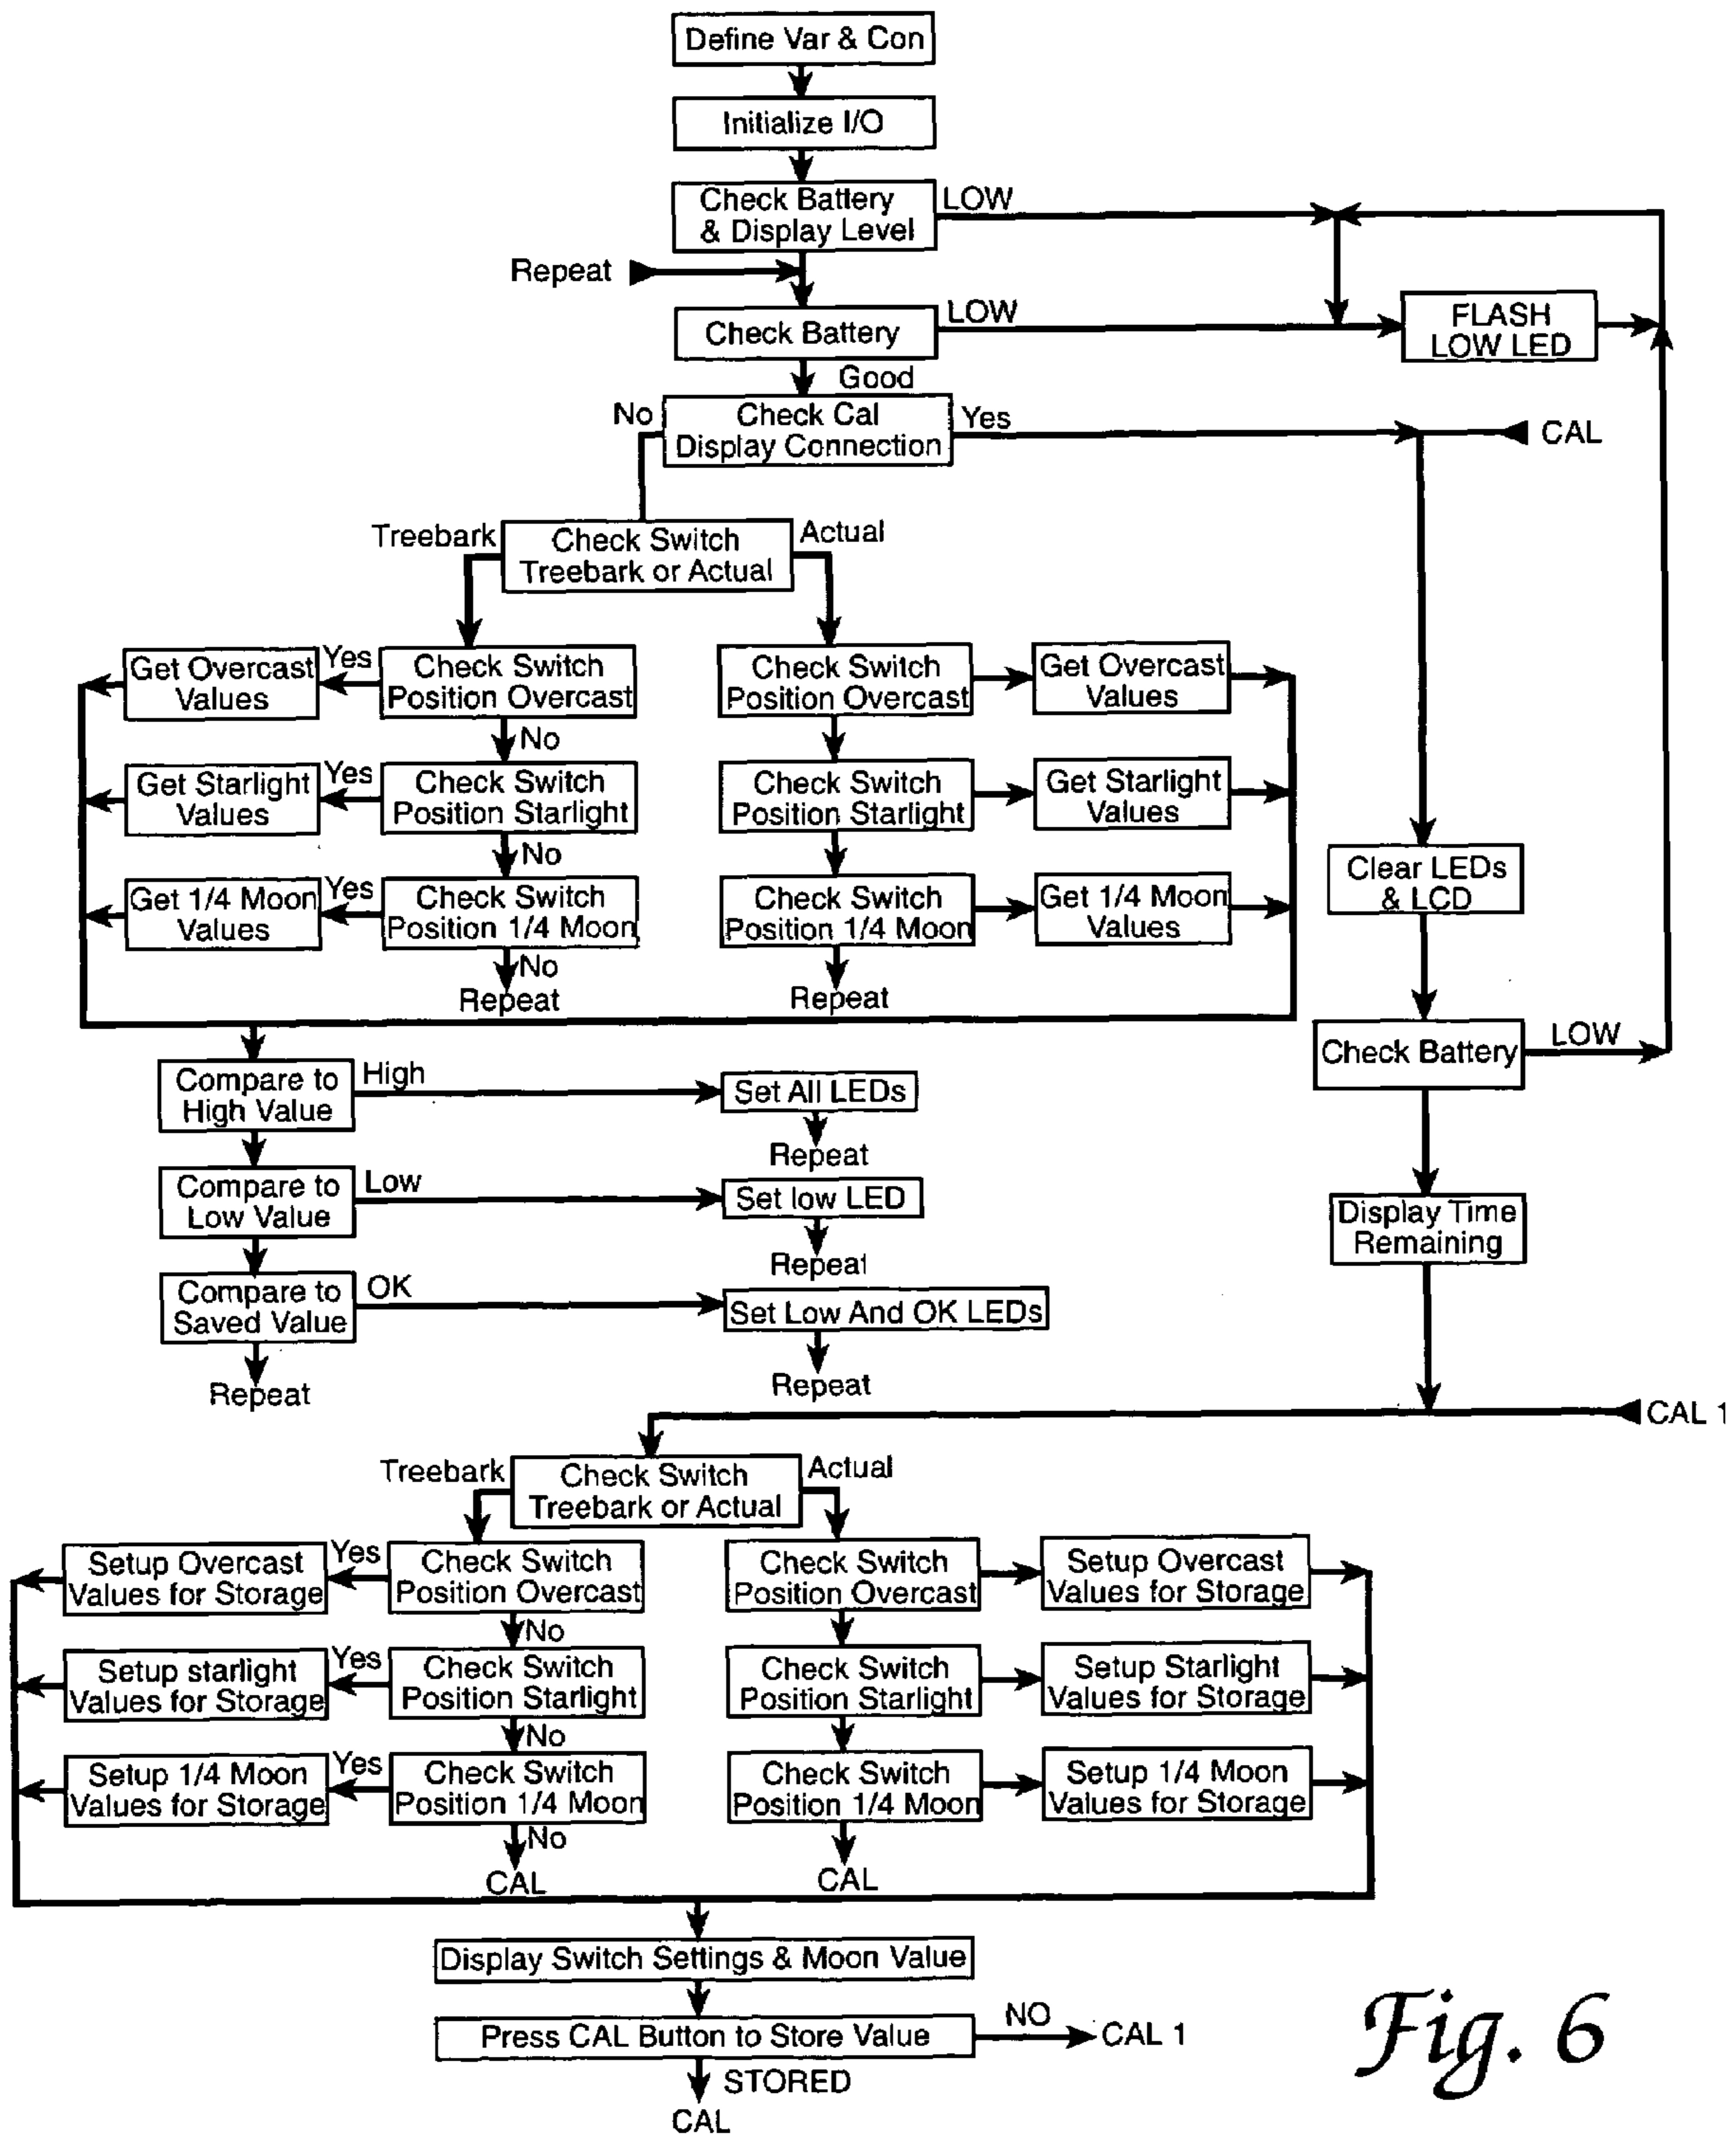 Define Var & Con
Initialize I/O
Check Battery
& Display Level
LOW
Repeat
Check Battery
LOW
FLASH
LOW LED
Good
No
Check Cal
Display Connection
Yes
CAL
Treebark
Check Switch
Treebark or Actual
Actual
Get Overcast
Values
Yes
Check Switch
Position Overcast
Check Switch
Position Overcast
Get Overcast
Values
No
Get Starlight
Values
Yes
Check Switch
Position Starlight
Check Switch
Position Starlight
Get Starlight
Values
No
Get 1/4 Moon
Values
Yes
Check Switch
Position 1/4 Moon
Check Switch
Position 1/4 Moon
Get 1/4 Moon
Values
No
Repeat
Repeat
Clear LEDs
& LCD
Check Battery
LOW
Compare to
High Value
High
Set All LEDs
Repeat
Compare to
Low Value
Low
Set low LED
Repeat
Display Time
Remaining
Compare to
Saved Value
OK
Set Low And OK LEDs
Repeat
Repeat
CAL 1
Treebark
Check Switch
Treebark or Actual
Actual
Setup Overcast
Values for Storage
Yes
Check Switch
Position Overcast
Check Switch
Position Overcast
Setup Overcast
Values for Storage
No
Setup starlight
Values for Storage
Yes
Check Switch
Position Starlight
Check Switch
Position Starlight
Setup Starlight
Values for Storage
No
Setup 1/4 Moon
Values for Storage
Yes
Check Switch
Position 1/4 Moon
Check Switch
Position 1/4 Moon
Setup 1/4 Moon
Values for Storage
No
CAL
CAL
Display Switch Settings & Moon Value
Press CAL Button to Store Value
NO
CAL 1
STORED
CAL
Fig. 6